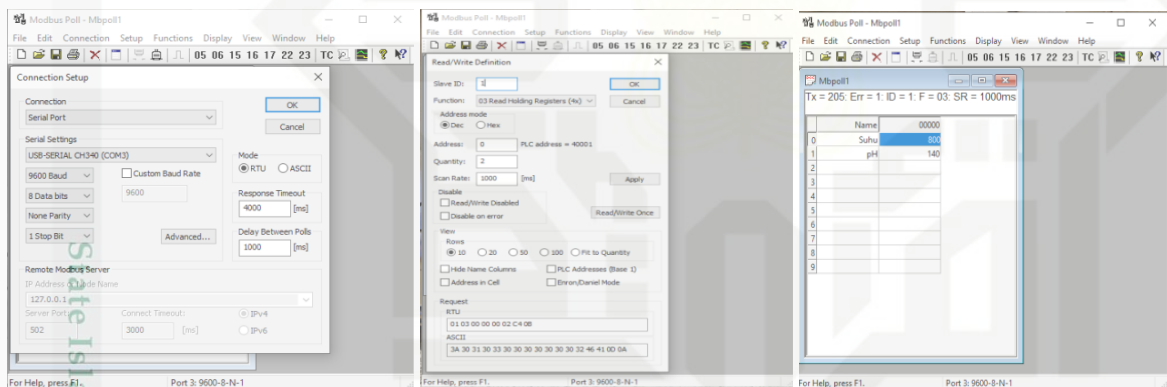 Modbus Poll - Mbpoll1
File Edit Connection Setup Functions Display View Window Help
05 06 15 16 17 22 23 TC
Connection Setup
Connection
Serial Port
OK
Cancel
Serial Settings
USB-SERIAL CH340 (COM3)
9600 Baud
Custom Baud Rate
9600
8 Data bits
None Parity
1 Stop Bit
Advanced...
Mode
RTU ASCII
Response Timeout
4000 [ms]
Delay Between Polls
1000 [ms]
Remote Modbus Server
IP Address or Node Name
127.0.0.1
Server Port:
Connect Timeout:
502
3000 [ms]
IPv4
IPv6
State Isl
For Help, press F1.
Port 3: 9600-8-N-1
Modbus Poll - Mbpoll1
File Edit Connection Setup Functions Display View Window Help
05 06 15 16 17 22 23 TC
Read/Write Definition
Slave ID: 1
OK
Function: 03 Read Holding Registers (4x)
Cancel
Address mode
Dec Hex
Address: 0 PLC address = 40001
Quantity: 2
Scan Rate: 1000 [ms]
Apply
Disable
Read/Write Disabled
Disable on error
Read/Write Once
View
Rows
10 20 50 100 Fit to Quantity
Hide Name Columns
PLC Addresses (Base 1)
Address in Cell
Enron/Daniel Mode
Request
RTU
01 03 00 00 00 02 C4 0B
ASCII
3A 30 31 30 33 30 30 30 30 30 30 30 32 46 41 0D 0A
For Help, press F1.
Port 3: 9600-8-N-1
Modbus Poll - Mbpoll1
File Edit Connection Setup Functions Display View Window Help
05 06 15 16 17 22 23 TC
Mbpoll1
Tx = 205: Err = 1: ID = 1: F = 03: SR = 1000ms
Name 00000
0 Suhu 800
1 pH 140
2
3
4
5
6
7
8
9
For Help, press F1.
Port 3: 9600-8-N-1